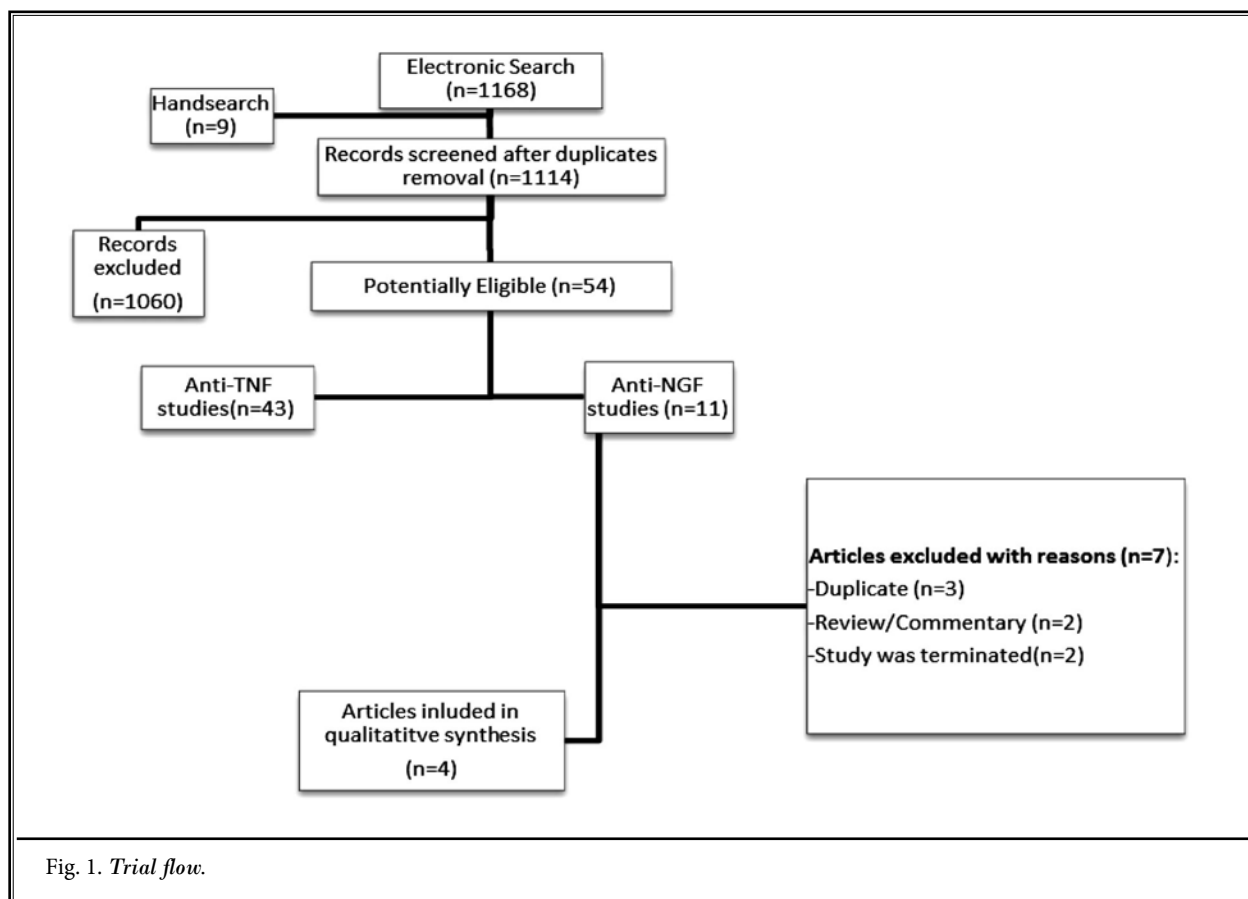 Electronic Search
(n=1168)
Handsearch
(n=9)
Records screened after duplicates
removal (n=1114)
Records
excluded
(n=1060)
Potentially Eligible (n=54)
Anti-TNF
studies(n=43)
Anti-NGF
studies (n=11)
Articles excluded with reasons (n=7):
-Duplicate (n=3)
-Review/Commentary (n=2)
-Study was terminated(n=2)
Articles inluded in
qualitatitve synthesis
(n=4)
Fig. 1. Trial flow.